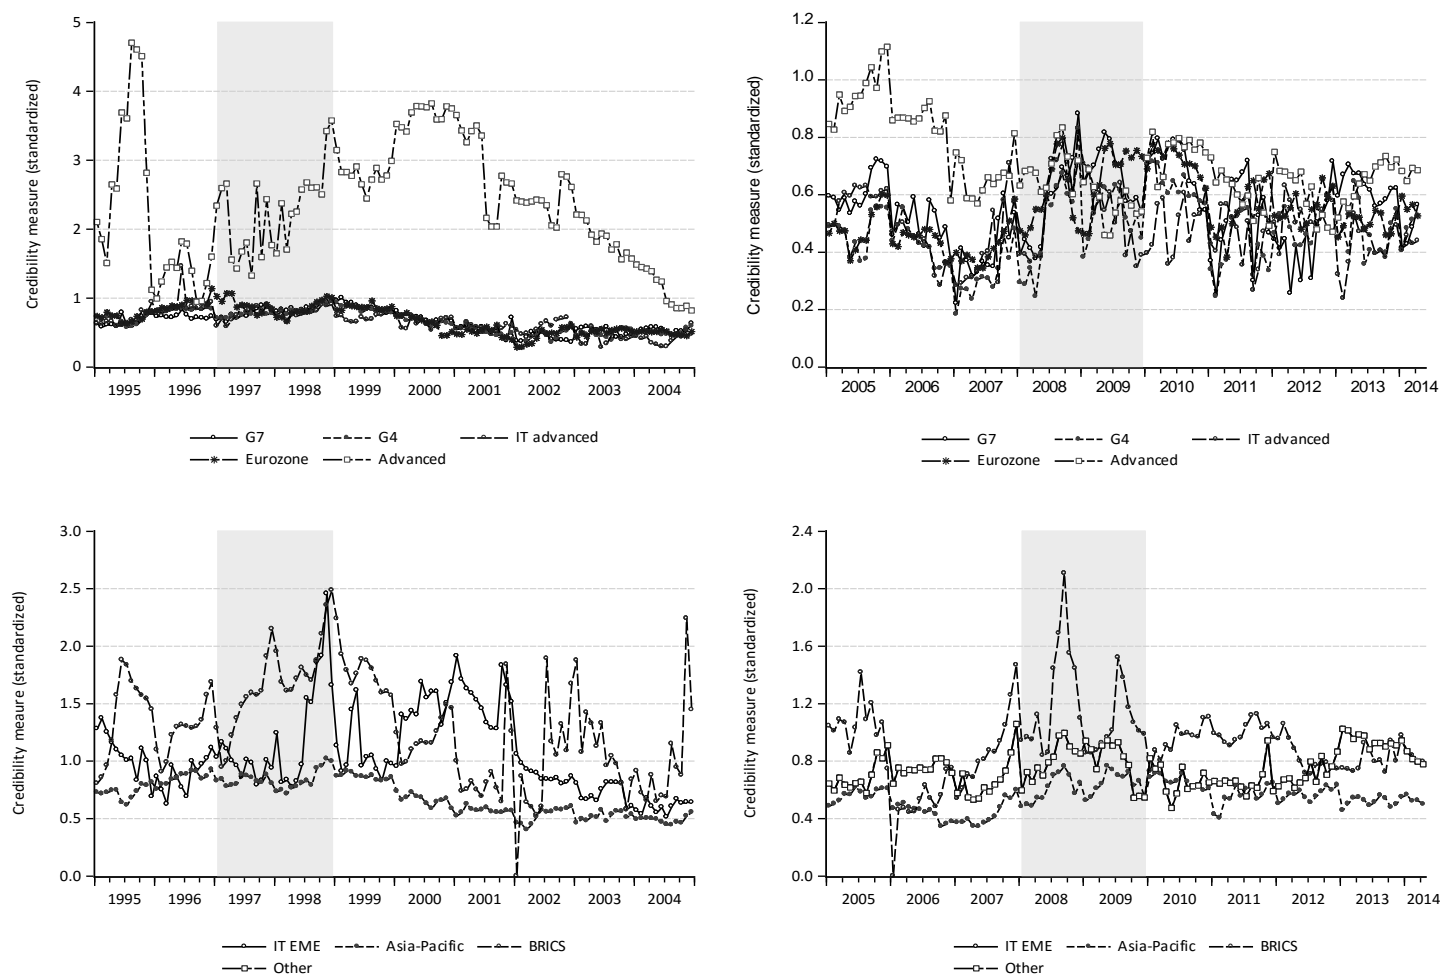 Credibility measure (standardized)
5
4
3
2
1
0
1995 1996 1997 1998 1999 2000 2001 2002 2003 2004
G7 G4 IT advanced
Eurozone Advanced
Credibility measure (standardized)
1.2
1.0
0.8
0.6
0.4
0.2
0.0
2005 2006 2007 2008 2009 2010 2011 2012 2013 2014
G7 G4 IT advanced
Eurozone Advanced
Credibility meaure (standardized)
3.0
2.5
2.0
1.5
1.0
0.5
0.0
1995 1996 1997 1998 1999 2000 2001 2002 2003 2004
IT EME Asia-Pacific BRICS
Other
Credibility measure (standardized)
2.4
2.0
1.6
1.2
0.8
0.4
0.0
2005 2006 2007 2008 2009 2010 2011 2012 2013 2014
IT EME Asia-Pacific BRICS
Other